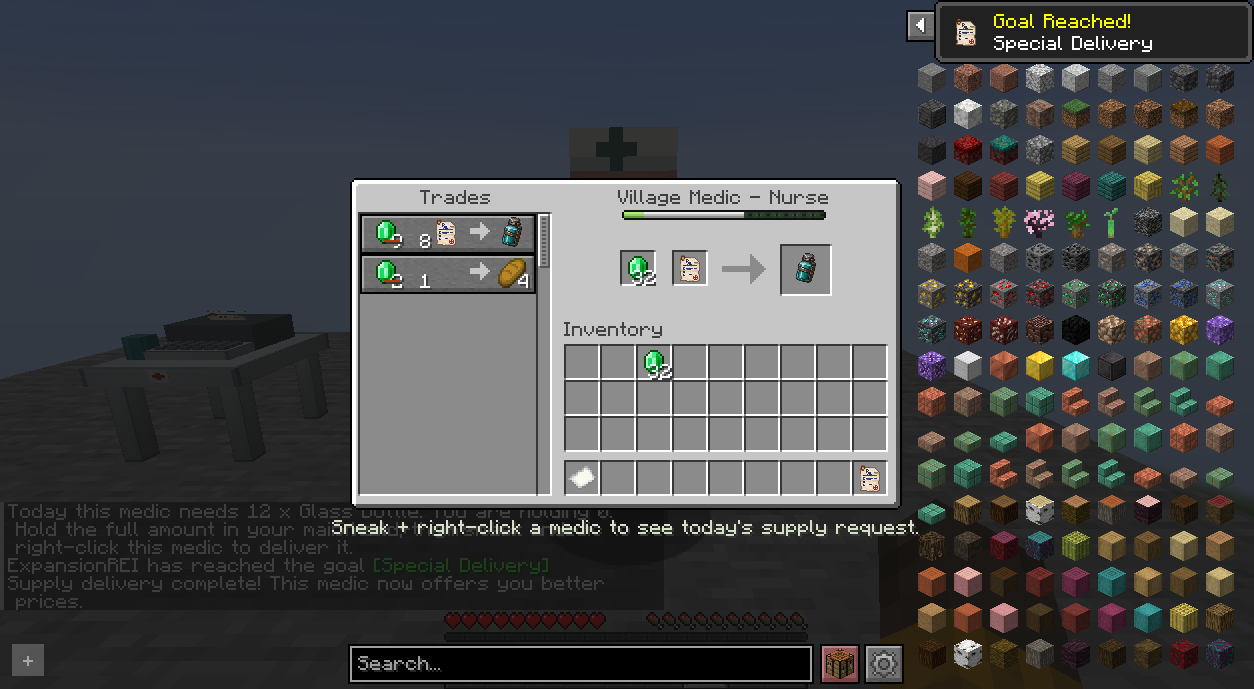 Goal Reached!
Special Delivery
Trades
Village Medic - Nurse
8
1
4
Inventory
Today this medic needs 12 x Glass Bottle. You are holding 0.
Hold the full amount in your main
Sneak + right-click a medic to see today's supply request.
right-click this medic to deliver it.
ExpansionREI has reached the goal [Special Delivery]
Supply delivery complete! This medic now offers you better
prices.
Search...